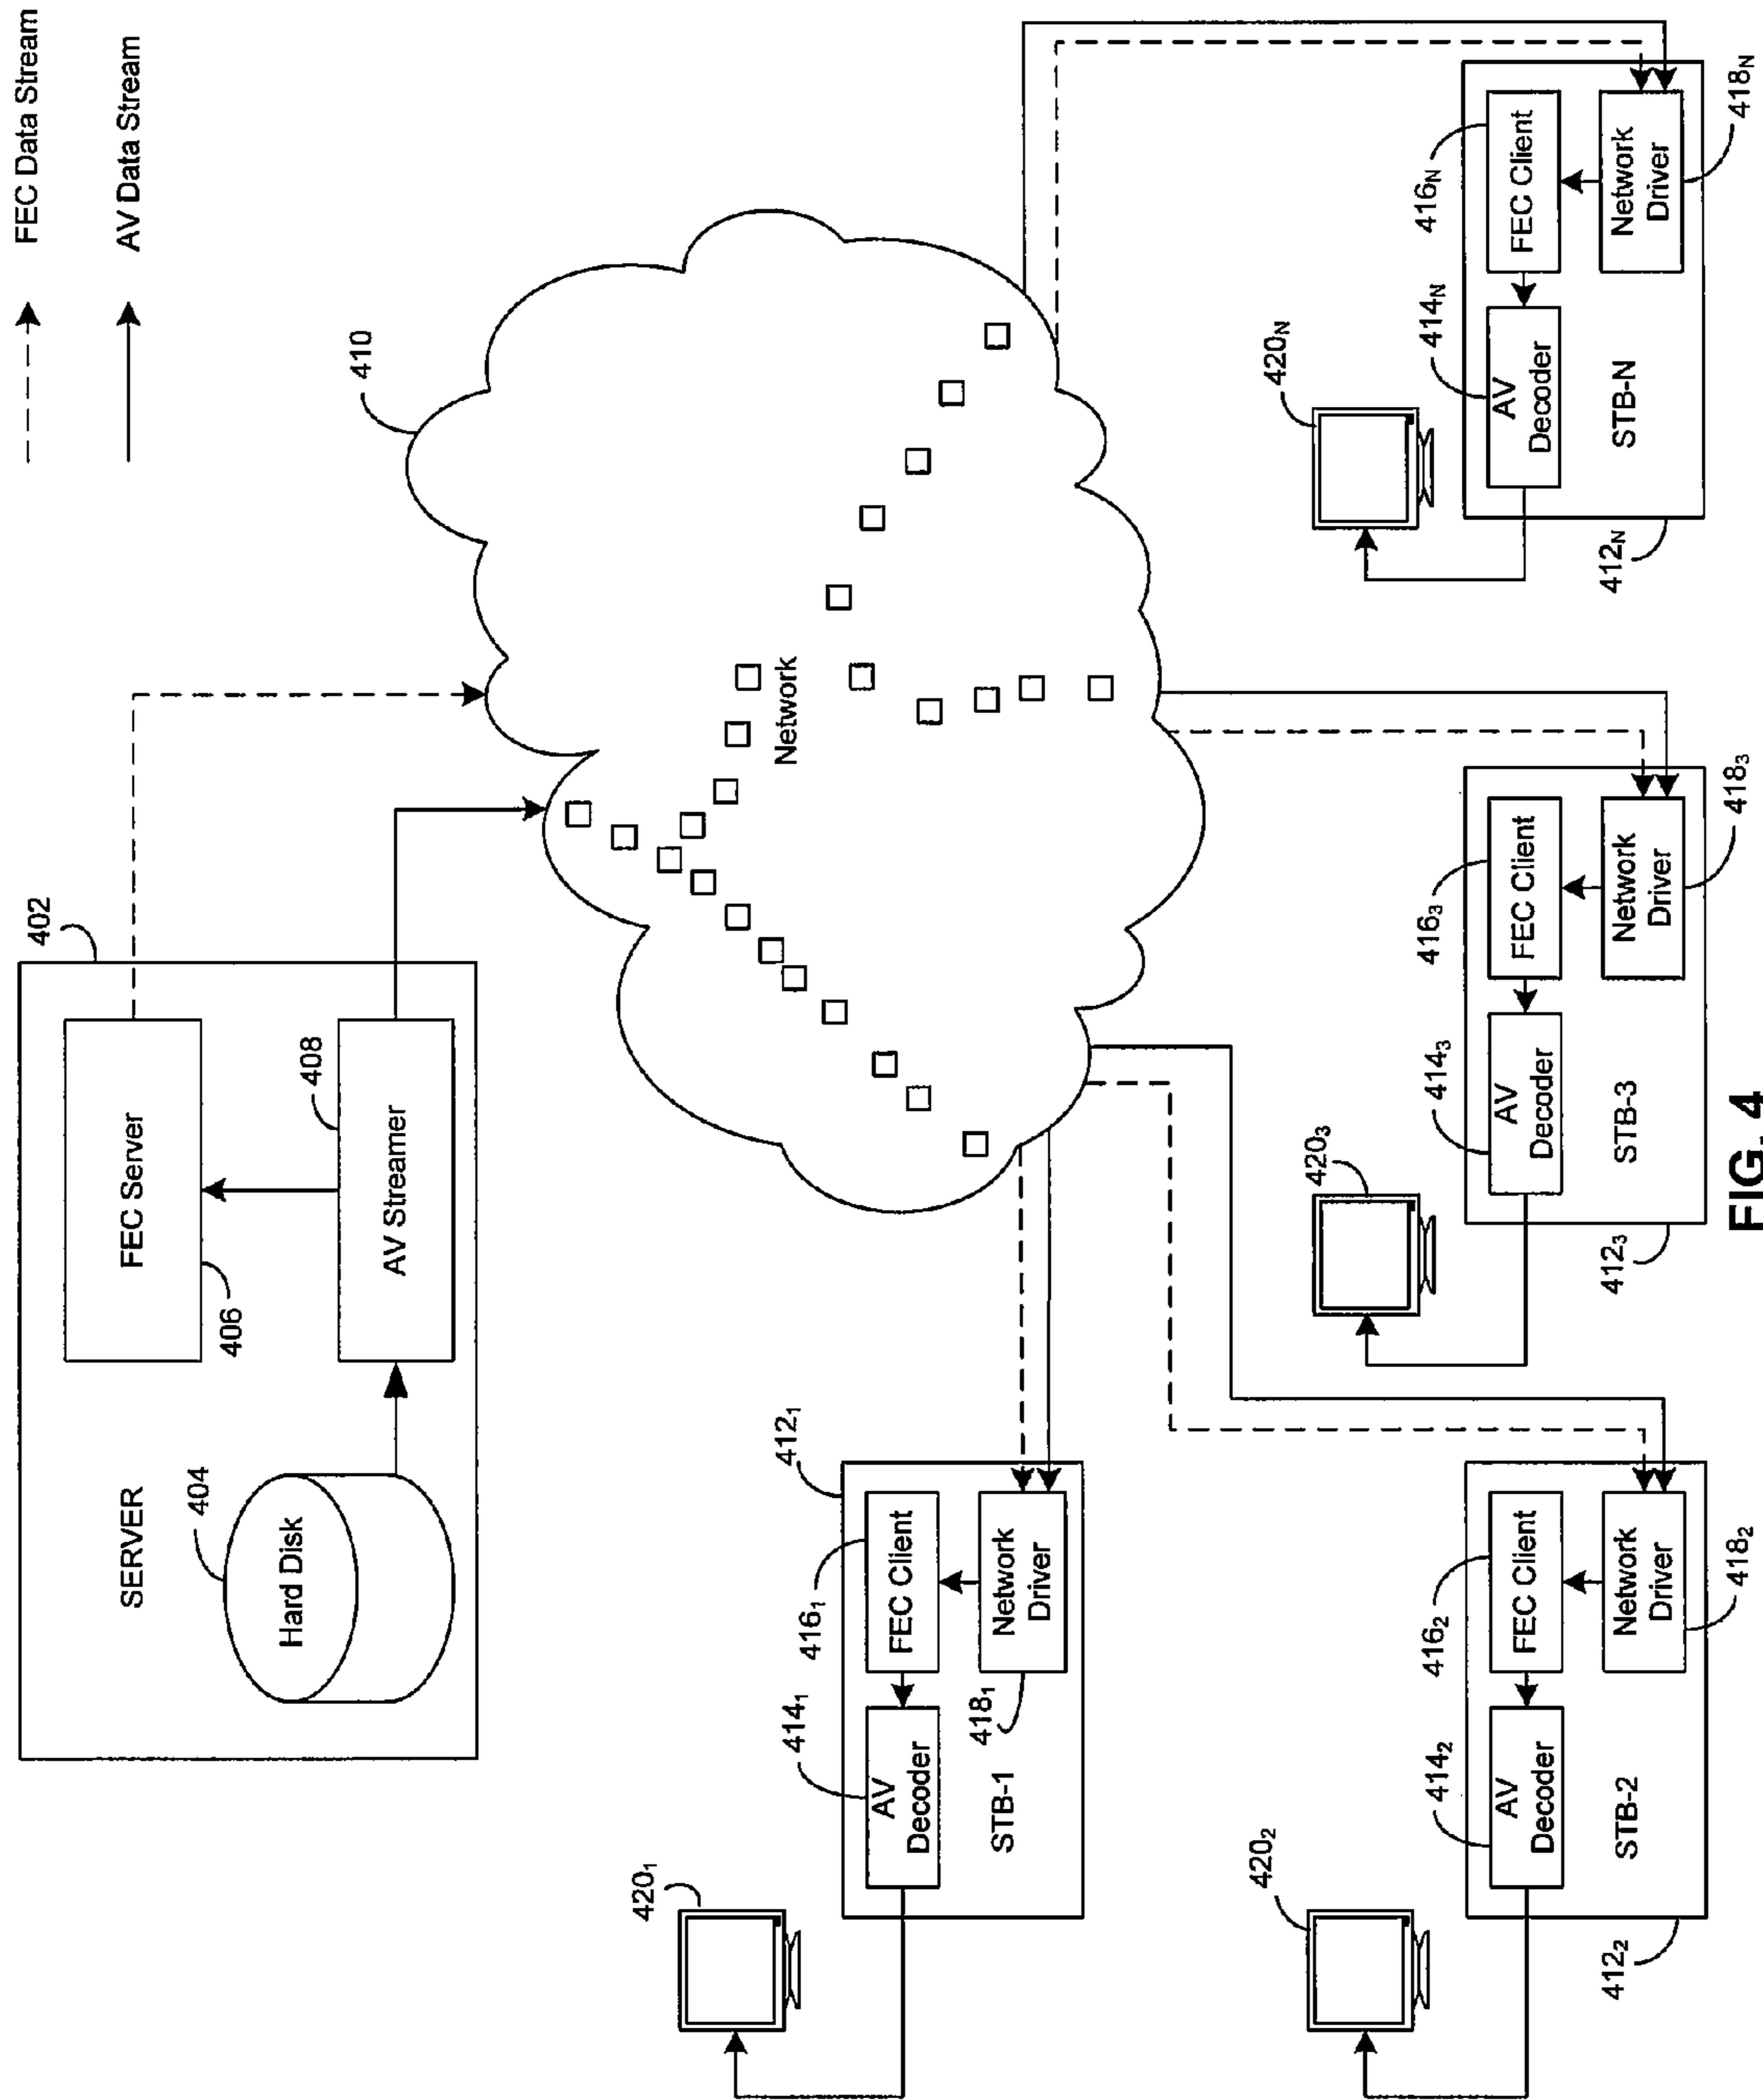 FEC Data Stream
AV Data Stream
402
SERVER
404
Hard Disk
FEC Server
406
408
AV Streamer
410
Network
420₁
412₁
414₁
416₁
AV
Decoder
FEC Client
418₁
Network
Driver
STB-1
420₂
412₂
414₂
416₂
AV
Decoder
FEC Client
Network
Driver
STB-2
418₂
420₃
412₃
414₃
416₃
AV
Decoder
FEC Client
Network
Driver
STB-3
418₃
420N
412N
414N
416N
AV
Decoder
FEC Client
Network
Driver
STB-N
418N
FIG. 4